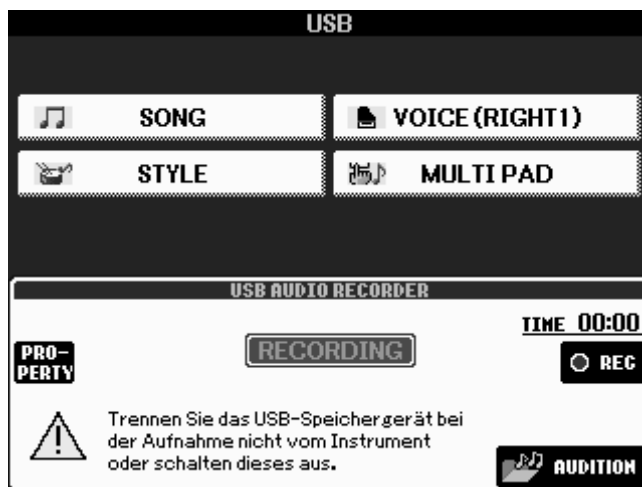 USB
SONG
VOICE(RIGHT1)
STYLE
MULTI PAD
USB AUDIO RECORDER
TIME 00:00
PRO-
PERTY
RECORDING
REC
Trennen Sie das USB-Speichergerät bei
der Aufnahme nicht vom Instrument
oder schalten dieses aus.
AUDITION